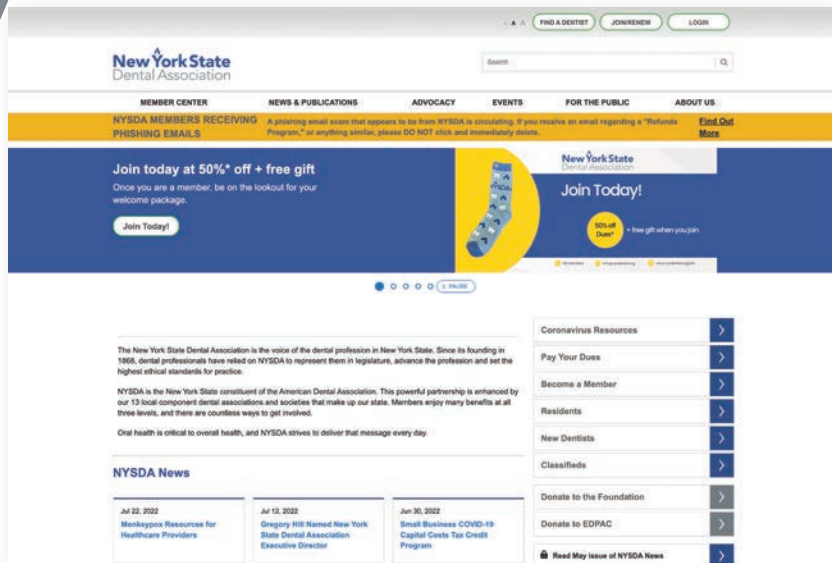 A A A
FIND A DENTIST
JOIN/RENEW
LOGIN
New York State
Dental Association
Search
MEMBER CENTER
NEWS & PUBLICATIONS
ADVOCACY
EVENTS
FOR THE PUBLIC
ABOUT US
NYSDA MEMBERS RECEIVING
PHISHING EMAILS
A phishing email scam that appears to be from NYSDA is circulating. If you receive an email regarding a "Refunds
Program," or anything similar, please DO NOT click and immediately delete.
Find Out
More
Join today at 50%* off + free gift
Once you are a member, be on the lookout for your
welcome package.
Join Today!
NYSDA
New York State
Dental Association
Join Today!
50% off
Dues*
+ free gift when you join
PAUSE
The New York State Dental Association is the voice of the dental profession in New York State. Since its founding in
1868, dental professionals have relied on NYSDA to represent them in legislature, advance the profession and set the
highest ethical standards for practice.
NYSDA is the New York State constituent of the American Dental Association. This powerful partnership is enhanced by
our 13 local component dental associations and societies that make up our state. Members enjoy many benefits at all
three levels, and there are countless ways to get involved.
Oral health is critical to overall health, and NYSDA strives to deliver that message every day.
Coronavirus Resources
Pay Your Dues
Become a Member
Residents
New Dentists
Classifieds
Donate to the Foundation
Donate to EDPAC
Read May Issue of NYSDA News
NYSDA News
Jul 22, 2022
Monkeypox Resources for
Healthcare Providers
Jul 12, 2022
Gregory Hill Named New York
State Dental Association
Executive Director
Jun 30, 2022
Small Business COVID-19
Capital Costs Tax Credit
Program